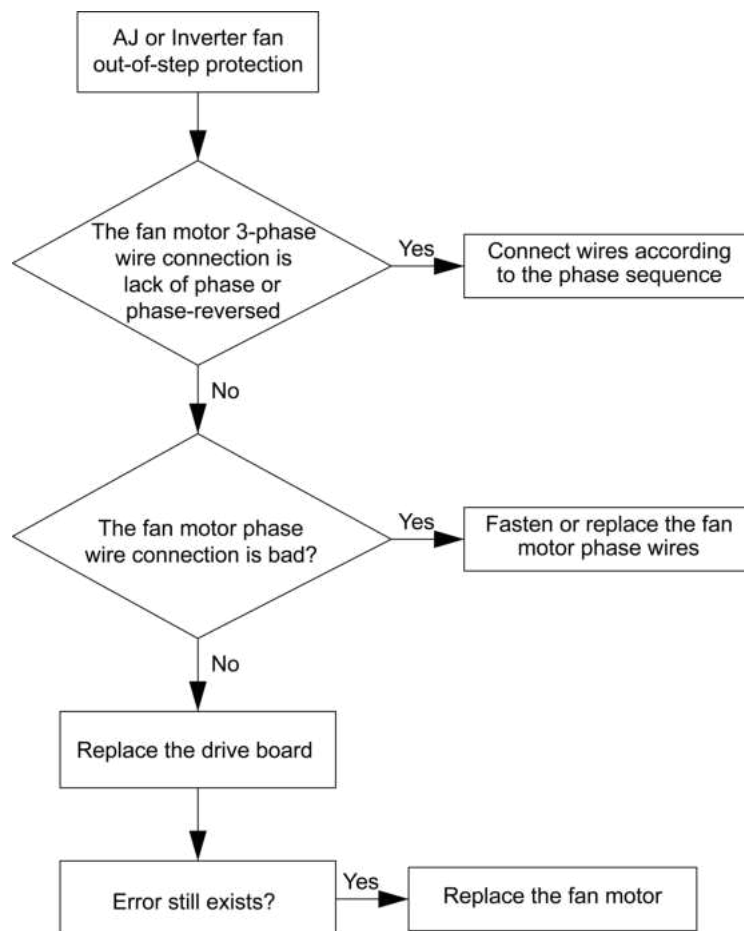 AJ or Inverter fan
out-of-step protection
The fan motor 3-phase
wire connection is
lack of phase or
phase-reversed
Yes
Connect wires according
to the phase sequence
No
The fan motor phase
wire connection is bad?
Yes
Fasten or replace the fan
motor phase wires
No
Replace the drive board
Error still exists?
Yes
Replace the fan motor